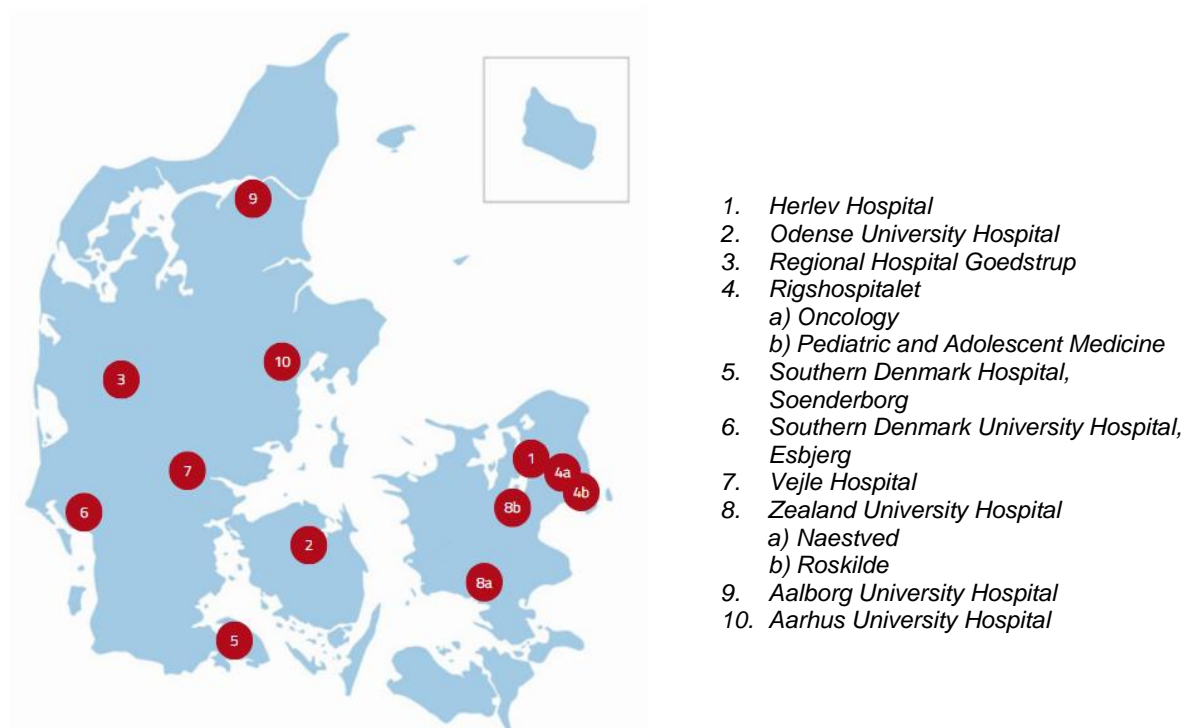 9
10
3
1
7
4a
4b
8b
6
2
8a
5
1. Herlev Hospital
2. Odense University Hospital
3. Regional Hospital Goedstrup
4. Rigshospitalet
a) Oncology
b) Pediatric and Adolescent Medicine
5. Southern Denmark Hospital,
Soenderborg
6. Southern Denmark University Hospital,
Esbjerg
7. Vejle Hospital
8. Zealand University Hospital
a) Naestved
b) Roskilde
9. Aalborg University Hospital
10. Aarhus University Hospital